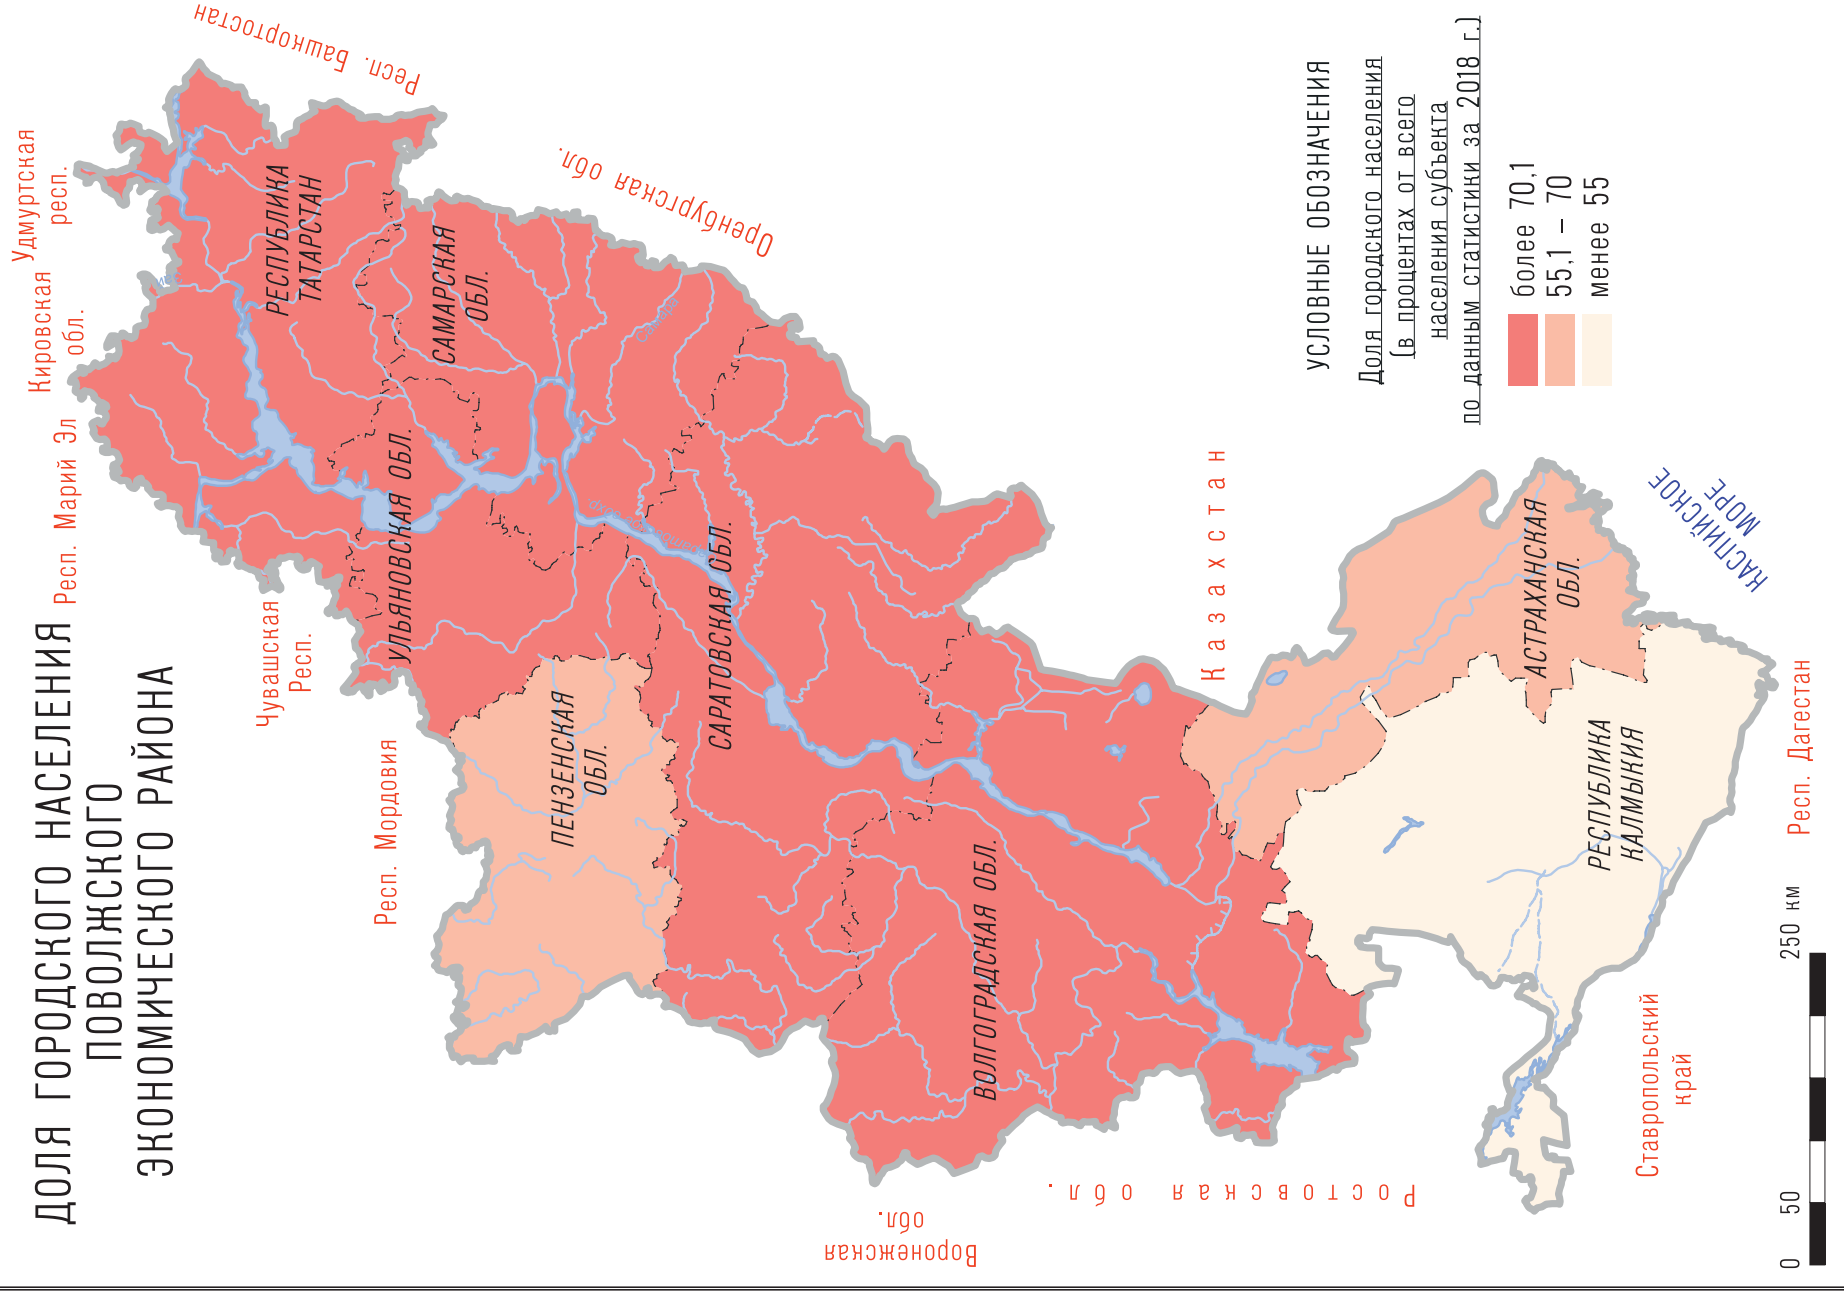 ДОЛЯ ГОРОДСКОГО НАСЕЛЕНИЯ
ПОВОЛЖСКОГО
ЭКОНОМИЧЕСКОГО РАЙОНА
Удмуртская
респ.
Кировская
обл.
Респ. Марий Эл
Чувашская
Респ.
Респ. Мордовия
Респ. Башкортостан
Оренбургская обл.
Казахстан
РЕСПУБЛИКА
ТАТАРСТАН
САМАРСКАЯ
ОБЛ.
УЛЬЯНОВСКАЯ ОБЛ.
ПЕНЗЕНСКАЯ
ОБЛ.
САРАТОВСКАЯ ОБЛ.
ВОЛГОГРАДСКАЯ ОБЛ.
АСТРАХАНСКАЯ
ОБЛ.
РЕСПУБЛИКА
КАЛМЫКИЯ
Самара
КАСПИЙСКОЕ
МОРЕ
Воронежская
обл.
Ростовская обл.
Ставропольский
край
Респ. Дагестан
УСЛОВНЫЕ ОБОЗНАЧЕНИЯ
Доля городского населения
(в процентах от всего
населения субъекта
по данным статистики за 2018 г.)
более 70,1
55,1 – 70
менее 55
0 50 250 км